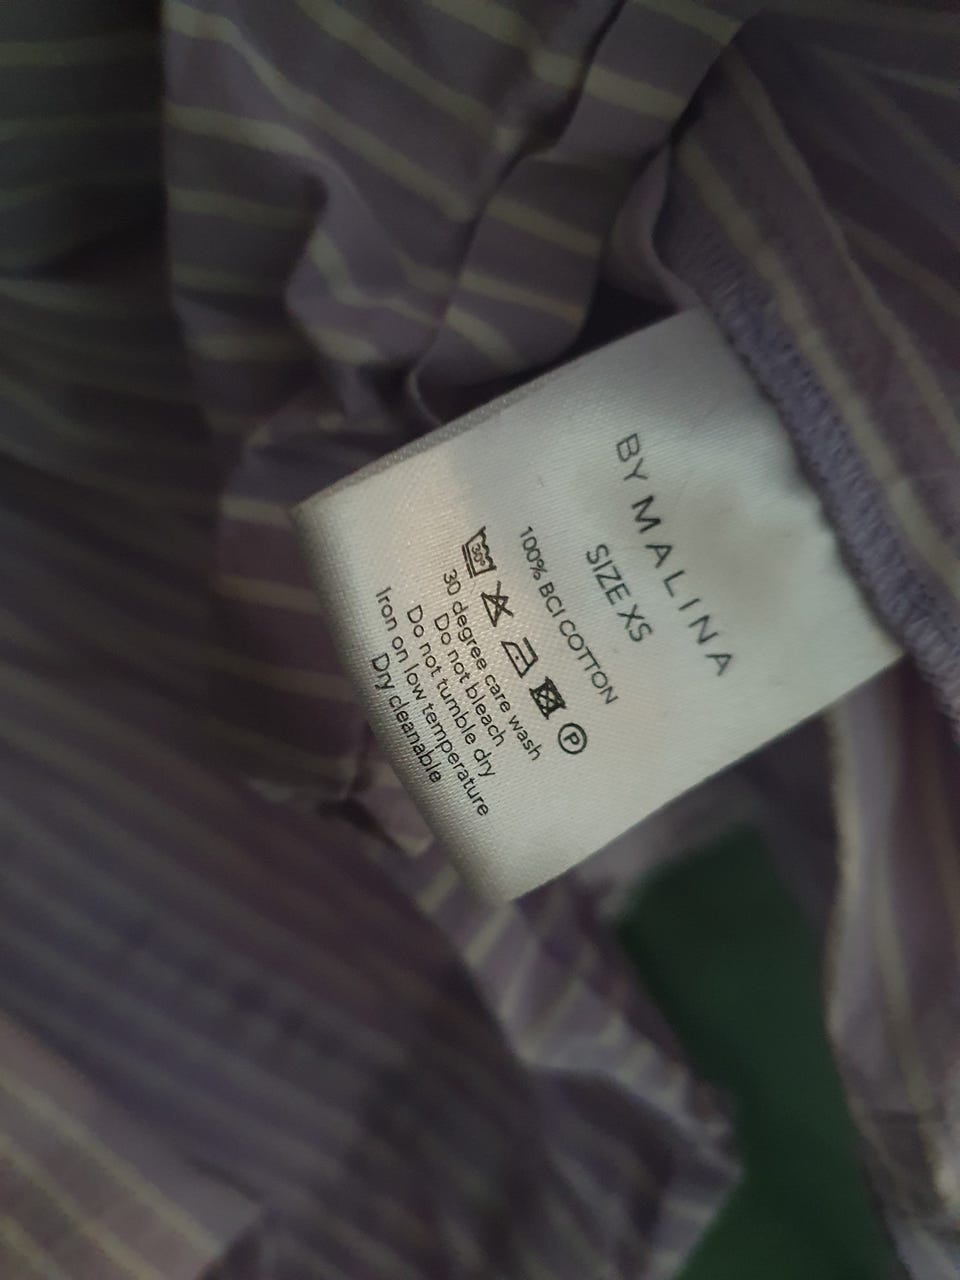 BY MALINA
SIZE XS
100% BCI COTTON
30°
P
30 degree care wash
Do not bleach
Do not tumble dry
Iron on low temperature
Dry cleanable